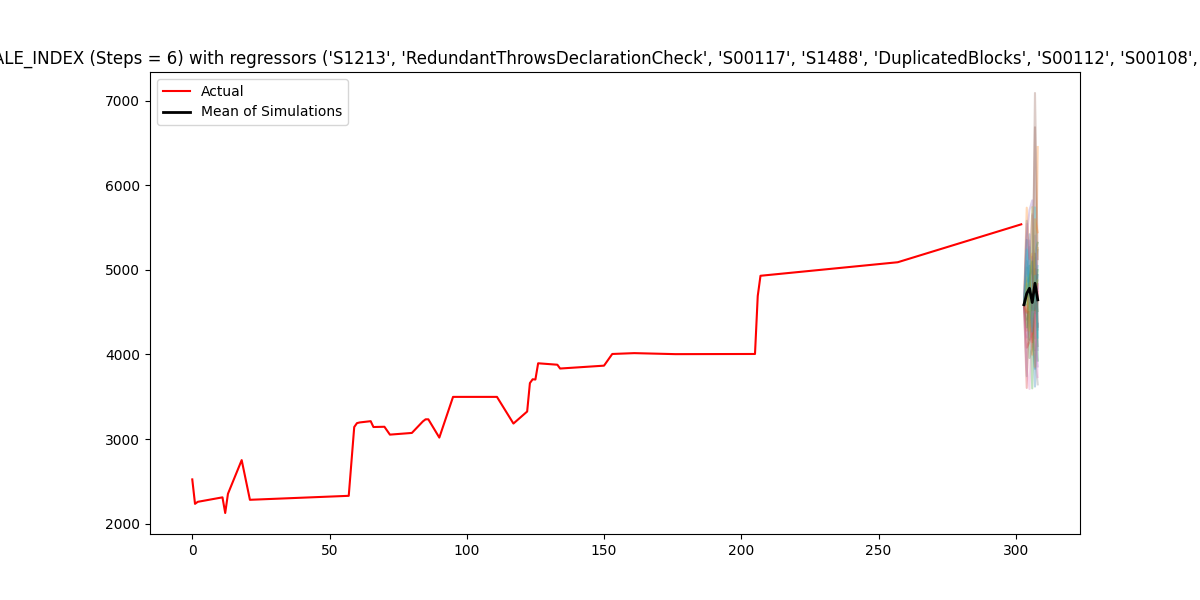 ALE_INDEX (Steps = 6) with regressors ('S1213', 'RedundantThrowsDeclarationCheck', 'S00117', 'S1488', 'DuplicatedBlocks', 'S00112', 'S00108',
Actual
Mean of Simulations
7000
6000
5000
4000
3000
2000
0 50 100 150 200 250 300